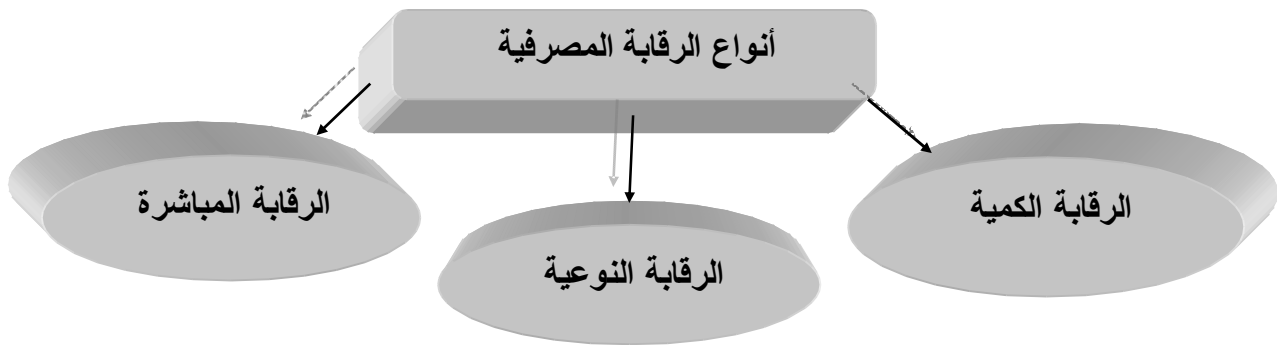 أنواع الرقابة المصرفية
الرقابة الكمية
الرقابة النوعية
الرقابة المباشرة